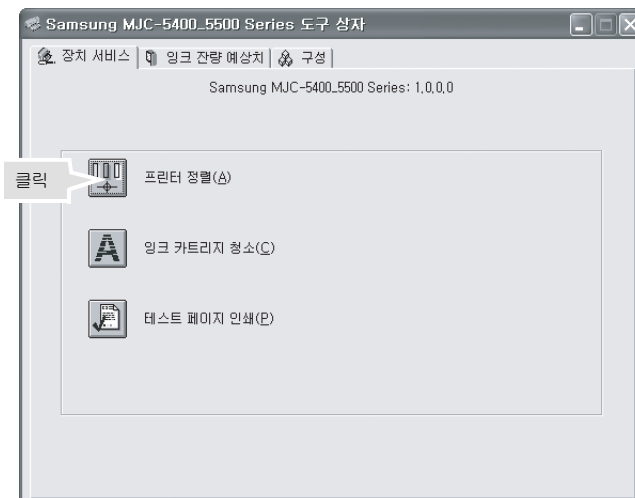 Samsung MJC-5400_5500 Series 도구 상자
장치 서비스 잉크 잔량 예상치 구성
Samsung MJC-5400_5500 Series: 1,0,0,0
클릭
프린터 정렬(A)
잉크 카트리지 청소(C)
테스트 페이지 인쇄(P)